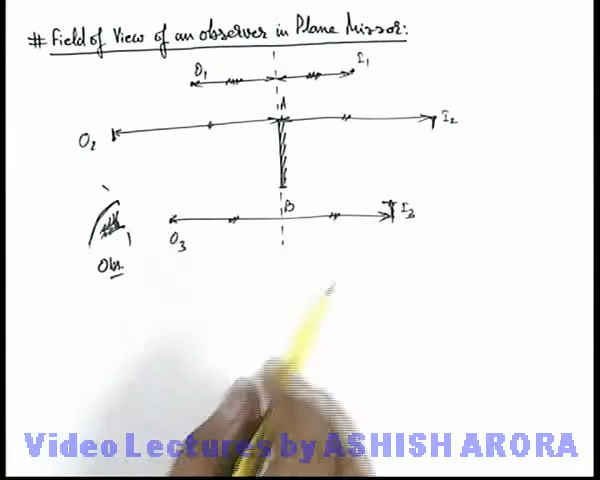 # Field of View of an observer in Plane Mirror:
O1 I1
A
O2 I2
B
O3 I3
Obs.
Video Lectures by ASHISH ARORA